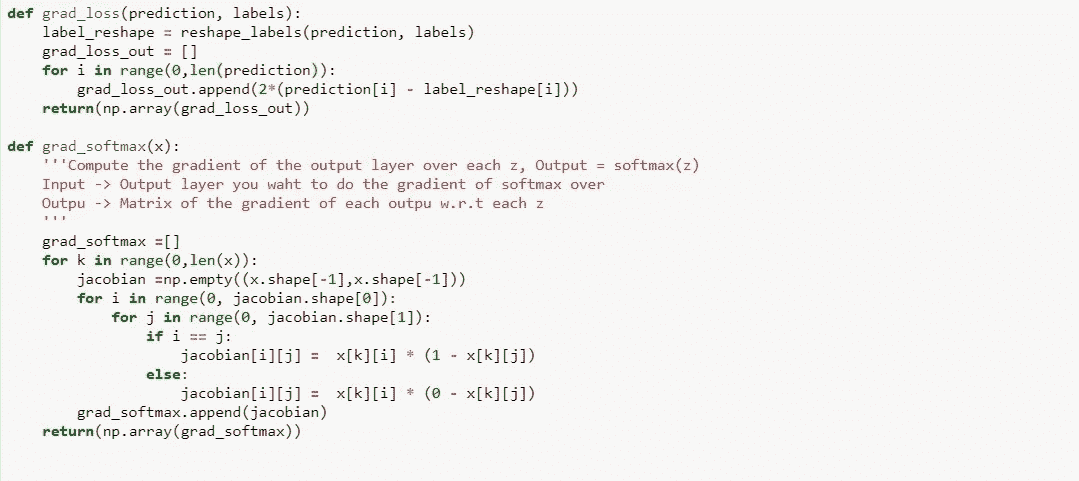 def grad_loss(prediction, labels):
    label_reshape = reshape_labels(prediction, labels)
    grad_loss_out = []
    for i in range(0,len(prediction)):
        grad_loss_out.append(2*(prediction[i] - label_reshape[i]))
    return(np.array(grad_loss_out))

def grad_softmax(x):
    '''Compute the gradient of the output layer over each z, Output = softmax(z)
    Input -> Output layer you waht to do the gradient of softmax over
    Outpu -> Matrix of the gradient of each outpu w.r.t each z
    '''
    grad_softmax =[]
    for k in range(0,len(x)):
        jacobian =np.empty((x.shape[-1],x.shape[-1]))
        for i in range(0, jacobian.shape[0]):
            for j in range(0, jacobian.shape[1]):
                if i == j:
                    jacobian[i][j] =  x[k][i] * (1 - x[k][j])
                else:
                    jacobian[i][j] =  x[k][i] * (0 - x[k][j])
        grad_softmax.append(jacobian)
    return(np.array(grad_softmax))